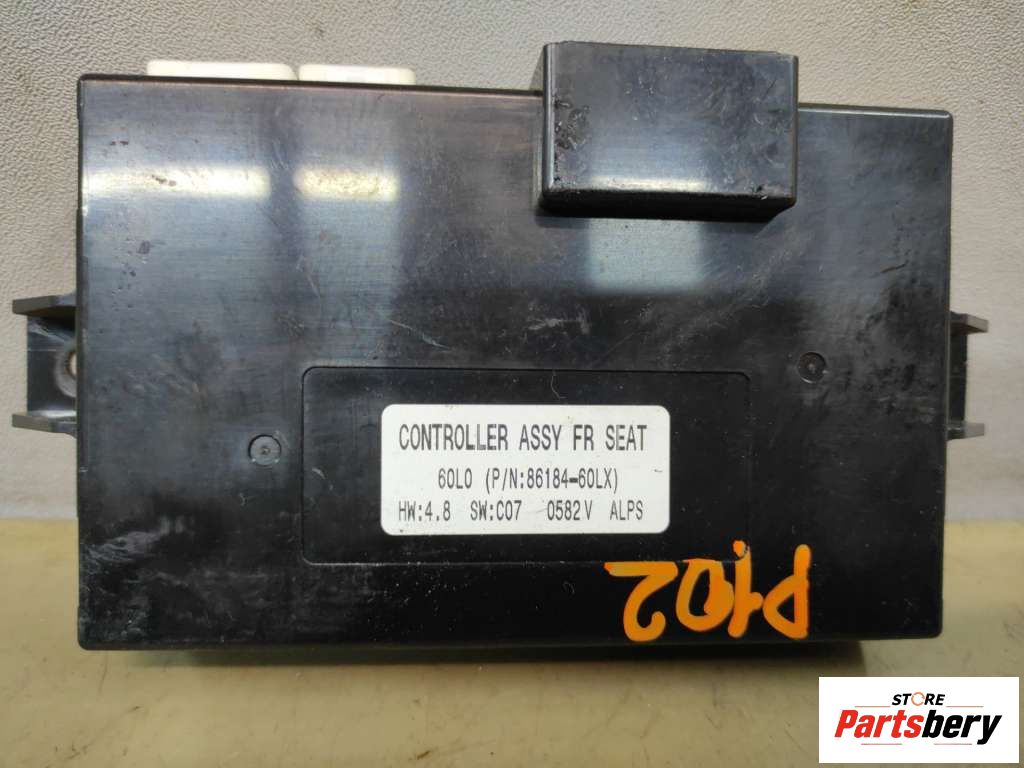 CONTROLLER ASSY FR SEAT
60L0 (P/N:86184-60LX)
HW:4.8 SW:C07 0582V ALPS
P102
STORE
Partsbery